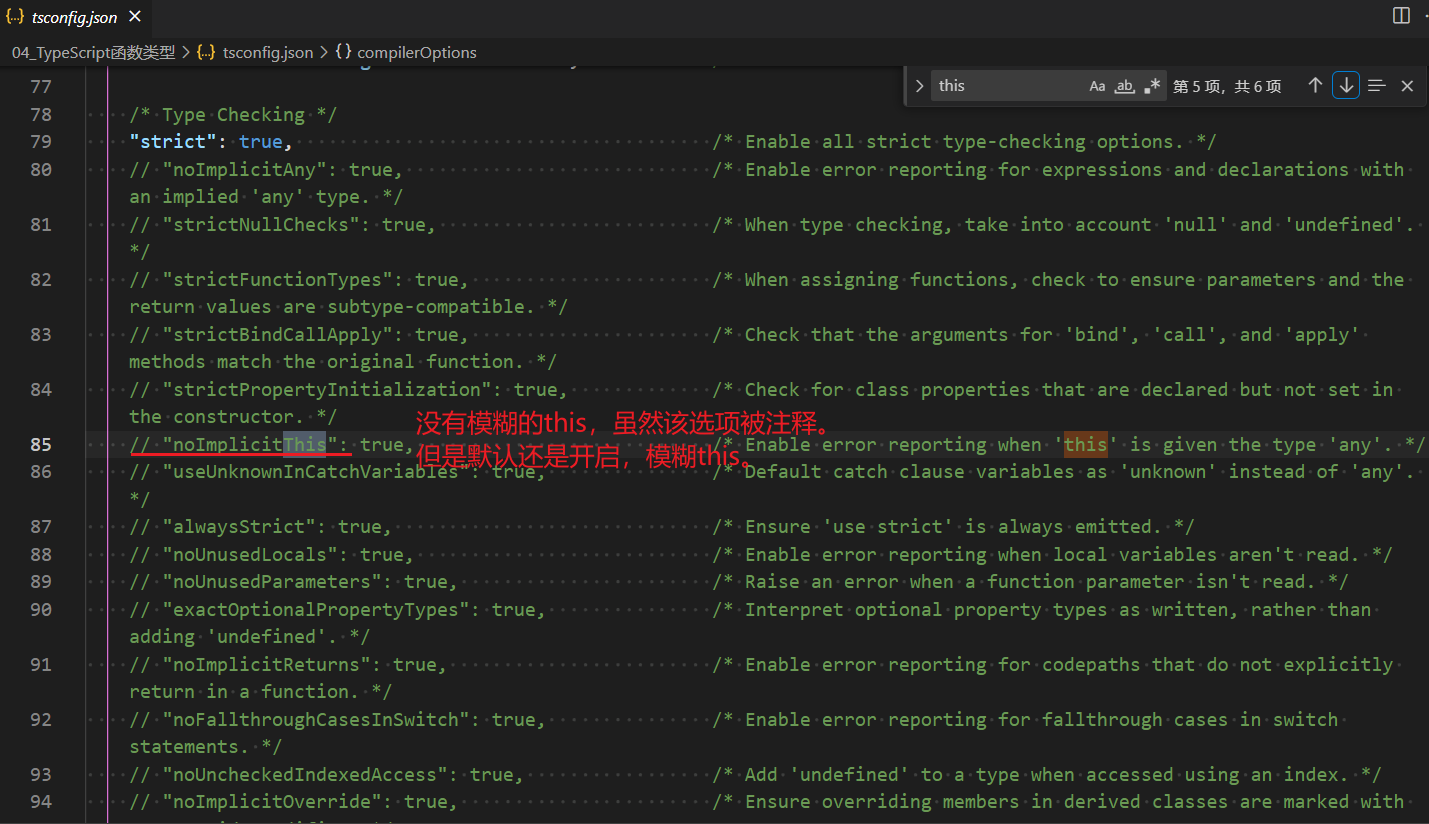 tsconfig.json
04_TypeScript函数类型 > tsconfig.json > compilerOptions
this Aa ab 第 5 项，共 6 项
77
78 /* Type Checking */
79 "strict": true, /* Enable all strict type-checking options. */
80 // "noImplicitAny": true, /* Enable error reporting for expressions and declarations with
an implied 'any' type. */
81 // "strictNullChecks": true, /* When type checking, take into account 'null' and 'undefined'.
*/
82 // "strictFunctionTypes": true, /* When assigning functions, check to ensure parameters and the
return values are subtype-compatible. */
83 // "strictBindCallApply": true, /* Check that the arguments for 'bind', 'call', and 'apply'
methods match the original function. */
84 // "strictPropertyInitialization": true, /* Check for class properties that are declared but not set in
the constructor. */
没有模糊的this，虽然该选项被注释。
85 // "noImplicitThis": true, /* Enable error reporting when 'this' is given the type 'any'. */
但是默认还是开启，模糊this。
86 // "useUnknownInCatchVariables": true, /* Default catch clause variables as 'unknown' instead of 'any'.
*/
87 // "alwaysStrict": true, /* Ensure 'use strict' is always emitted. */
88 // "noUnusedLocals": true, /* Enable error reporting when local variables aren't read. */
89 // "noUnusedParameters": true, /* Raise an error when a function parameter isn't read. */
90 // "exactOptionalPropertyTypes": true, /* Interpret optional property types as written, rather than
adding 'undefined'. */
91 // "noImplicitReturns": true, /* Enable error reporting for codepaths that do not explicitly
return in a function. */
92 // "noFallthroughCasesInSwitch": true, /* Enable error reporting for fallthrough cases in switch
statements. */
93 // "noUncheckedIndexedAccess": true, /* Add 'undefined' to a type when accessed using an index. */
94 // "noImplicitOverride": true, /* Ensure overriding members in derived classes are marked with